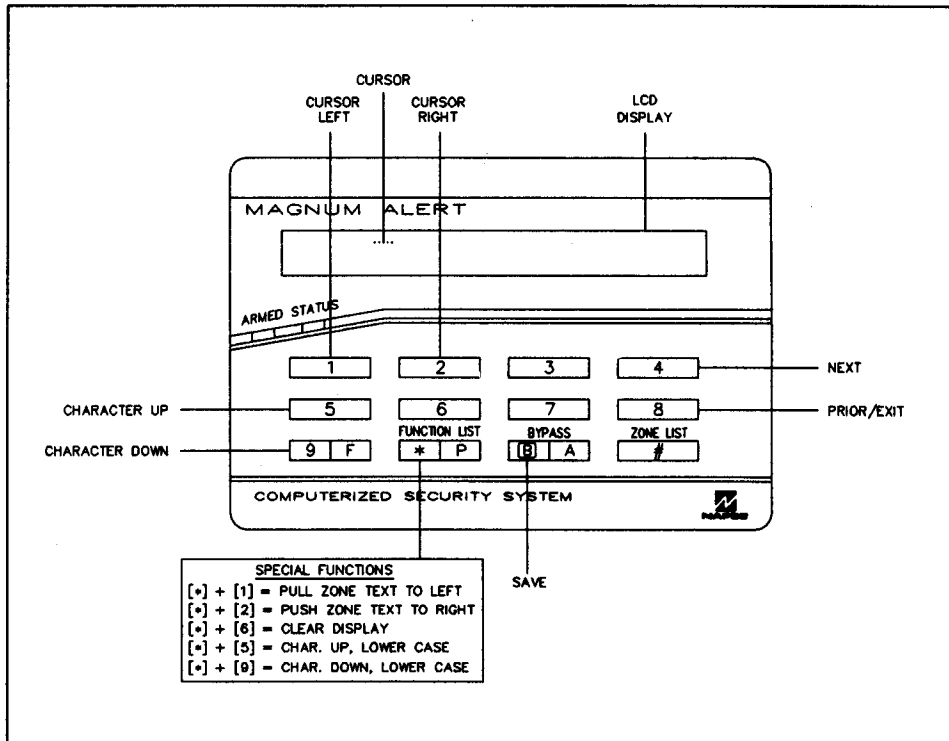 CURSOR
CURSOR LEFT
CURSOR RIGHT
LCD DISPLAY
MAGNUM ALERT
ARMED STATUS
1 2 3 4
NEXT
CHARACTER UP
5 6 7 8
PRIOR/EXIT
FUNCTION LIST BYPASS ZONE LIST
CHARACTER DOWN
9 F * P B A #
COMPUTERIZED SECURITY SYSTEM
NAPCO
SAVE
SPECIAL FUNCTIONS
[*] + [1] = PULL ZONE TEXT TO LEFT
[*] + [2] = PUSH ZONE TEXT TO RIGHT
[*] + [6] = CLEAR DISPLAY
[*] + [5] = CHAR. UP, LOWER CASE
[*] + [9] = CHAR. DOWN, LOWER CASE